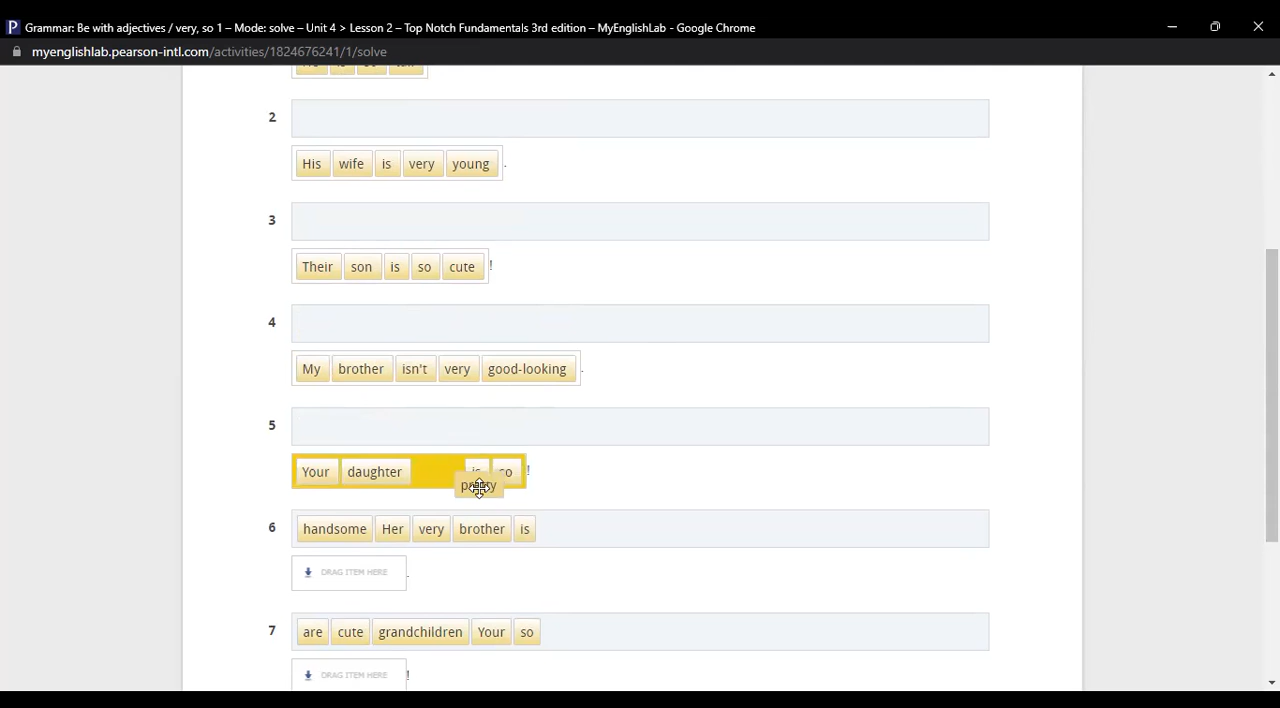 Grammar: Be with adjectives / very, so 1 – Mode: solve – Unit 4 > Lesson 2 – Top Notch Fundamentals 3rd edition – MyEnglishLab - Google Chrome
myenglishlab.pearson-intl.com/activities/1824676241/1/solve
2
His wife is very young .
3
Their son is so cute !
4
My brother isn't very good-looking .
5
Your daughter is so !
pretty
6 handsome Her very brother is
DRAG ITEM HERE .
7 are cute grandchildren Your so
DRAG ITEM HERE !